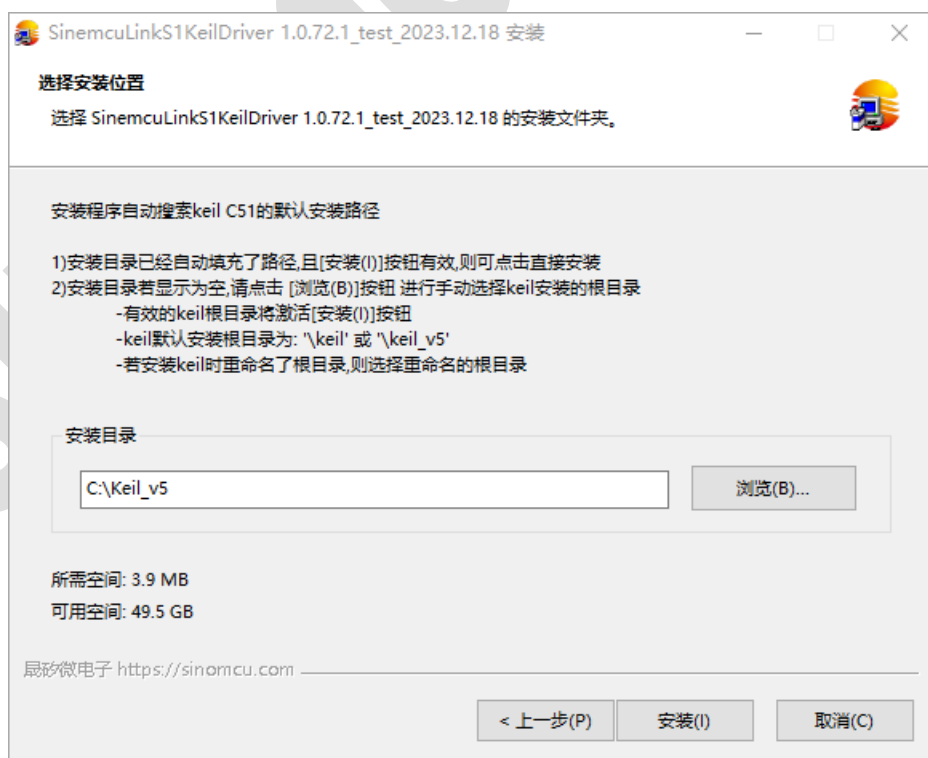 SinemcuLinkS1KeilDriver 1.0.72.1_test_2023.12.18 安装
选择安装位置
选择 SinemcuLinkS1KeilDriver 1.0.72.1_test_2023.12.18 的安装文件夹。
安装程序自动搜索keil C51的默认安装路径
1)安装目录已经自动填充了路径,且[安装(I)]按钮有效,则可点击直接安装
2)安装目录若显示为空,请点击 [浏览(B)]按钮 进行手动选择keil安装的根目录
-有效的keil根目录将激活[安装(I)]按钮
-keil默认安装根目录为: '\keil' 或 '\keil_v5'
-若安装keil时重命名了根目录,则选择重命名的根目录
安装目录
C:\Keil_v5
浏览(B)...
所需空间: 3.9 MB
可用空间: 49.5 GB
晟矽微电子 https://sinomcu.com
< 上一步(P)
安装(I)
取消(C)